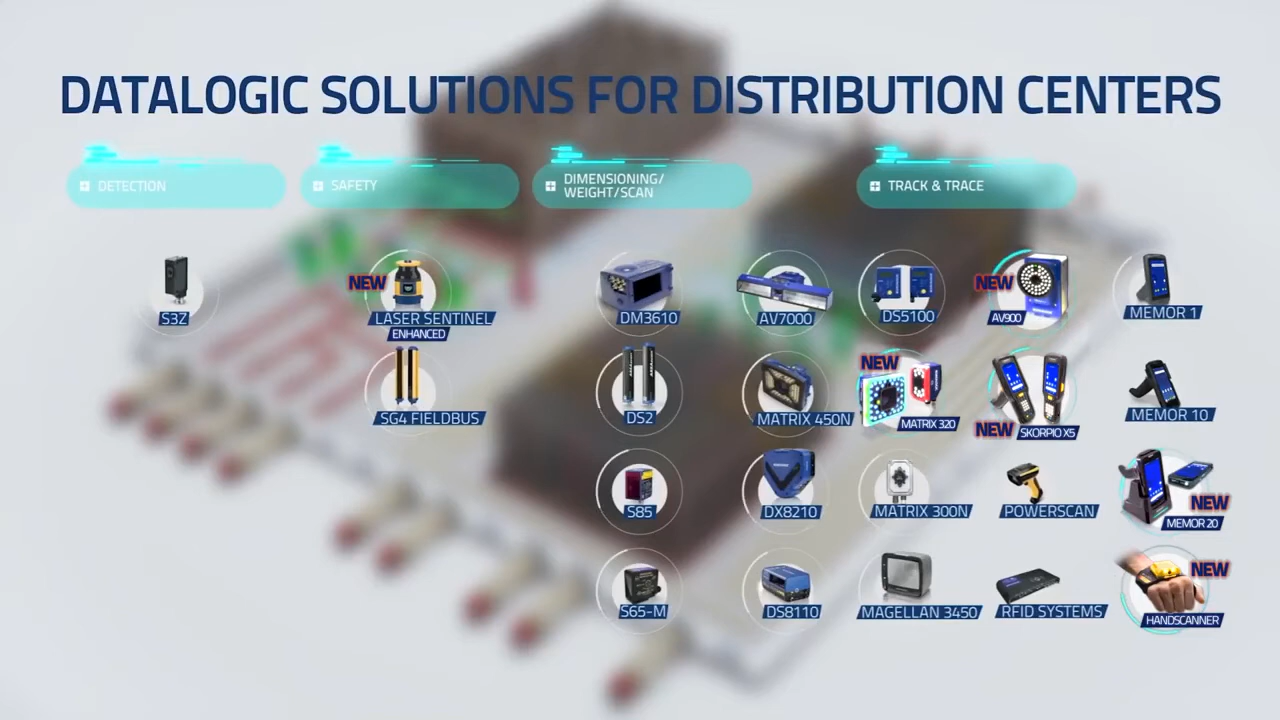 DATALOGIC SOLUTIONS FOR DISTRIBUTION CENTERS
DETECTION
SAFETY
DIMENSIONING/
WEIGHT/SCAN
TRACK & TRACE
S3Z
NEW
LASER SENTINEL
ENHANCED
SG4 FIELDBUS
DM3610
DS2
S85
S65-M
AV7000
DS5100
NEW
AV900
MEMOR 1
MATRIX 450N
NEW
MATRIX 320
NEW
SKORPIO X5
MEMOR 10
DX8210
MATRIX 300N
POWERSCAN
NEW
MEMOR 20
DS8110
MAGELLAN 3450
RFID SYSTEMS
NEW
HANDSCANNER